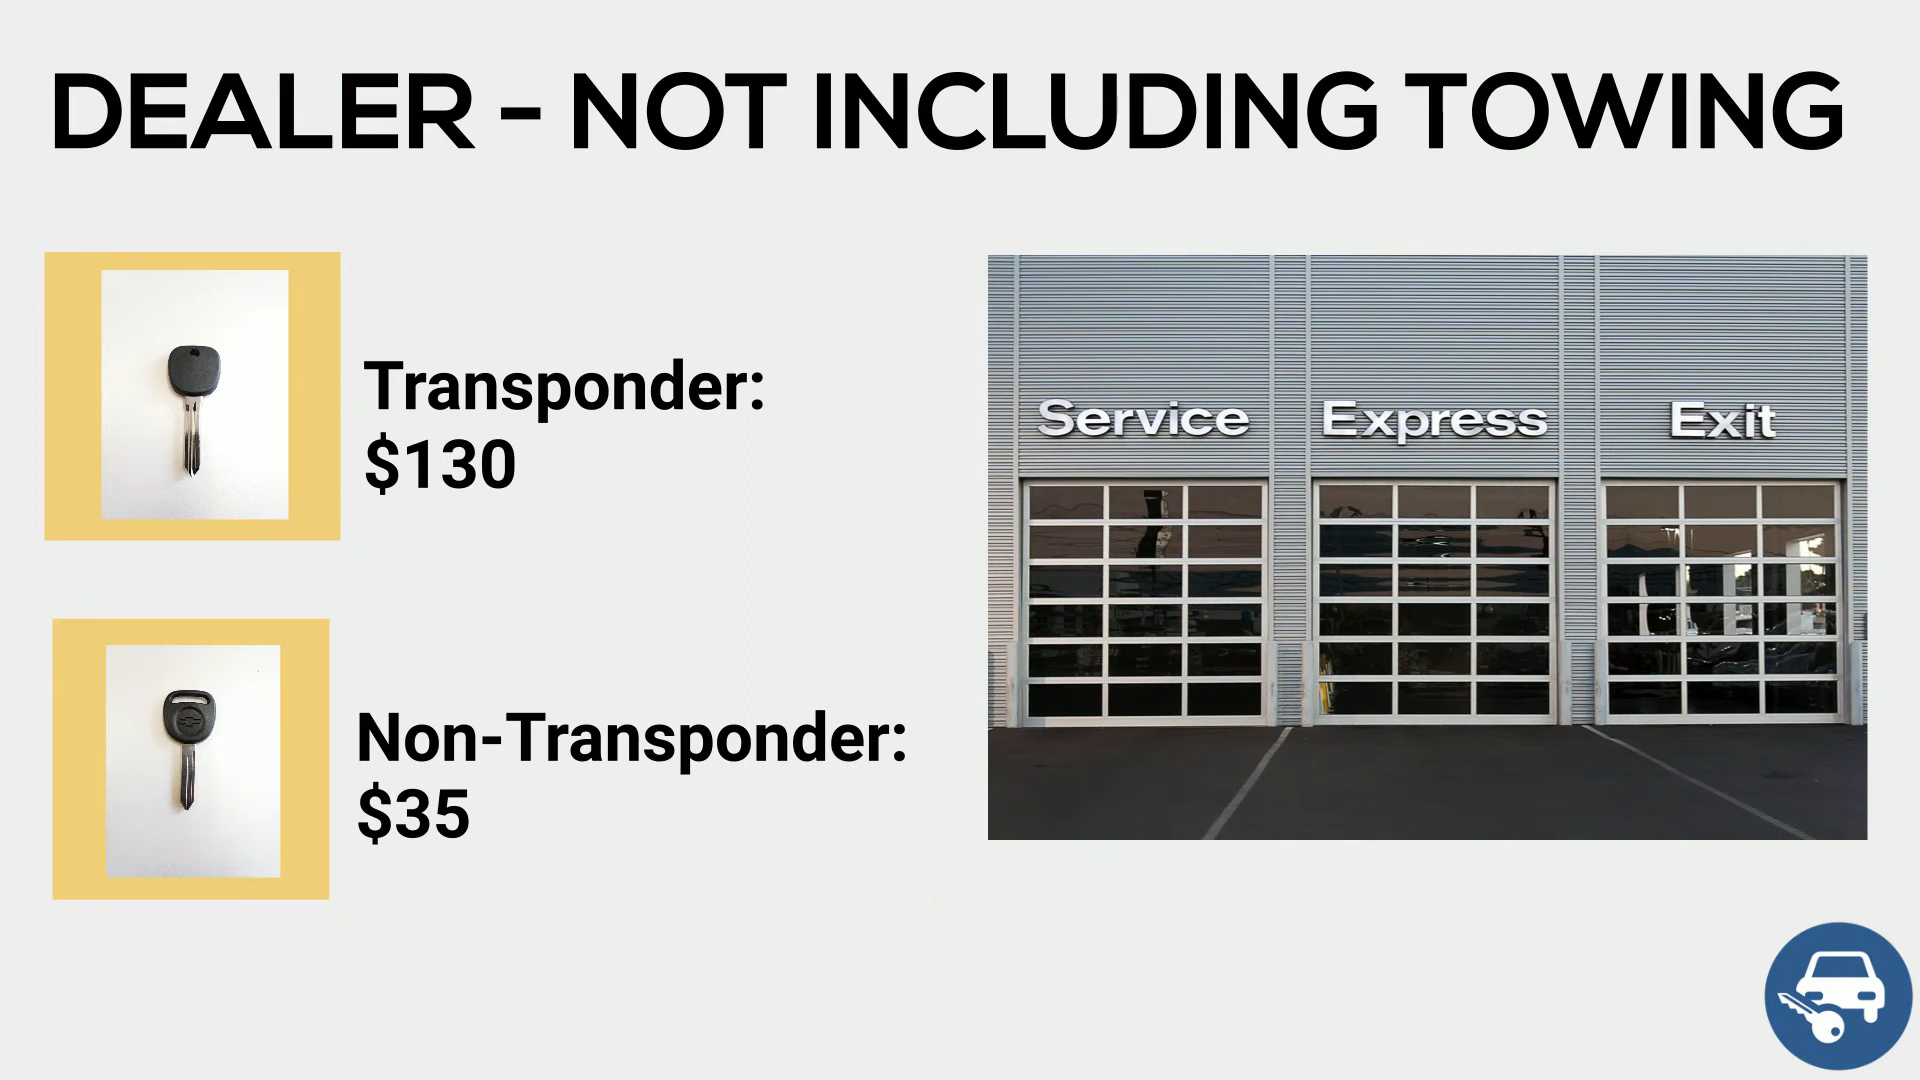 DEALER - NOT INCLUDING TOWING
Transponder:
$130
Non-Transponder:
$35
Service Express Exit